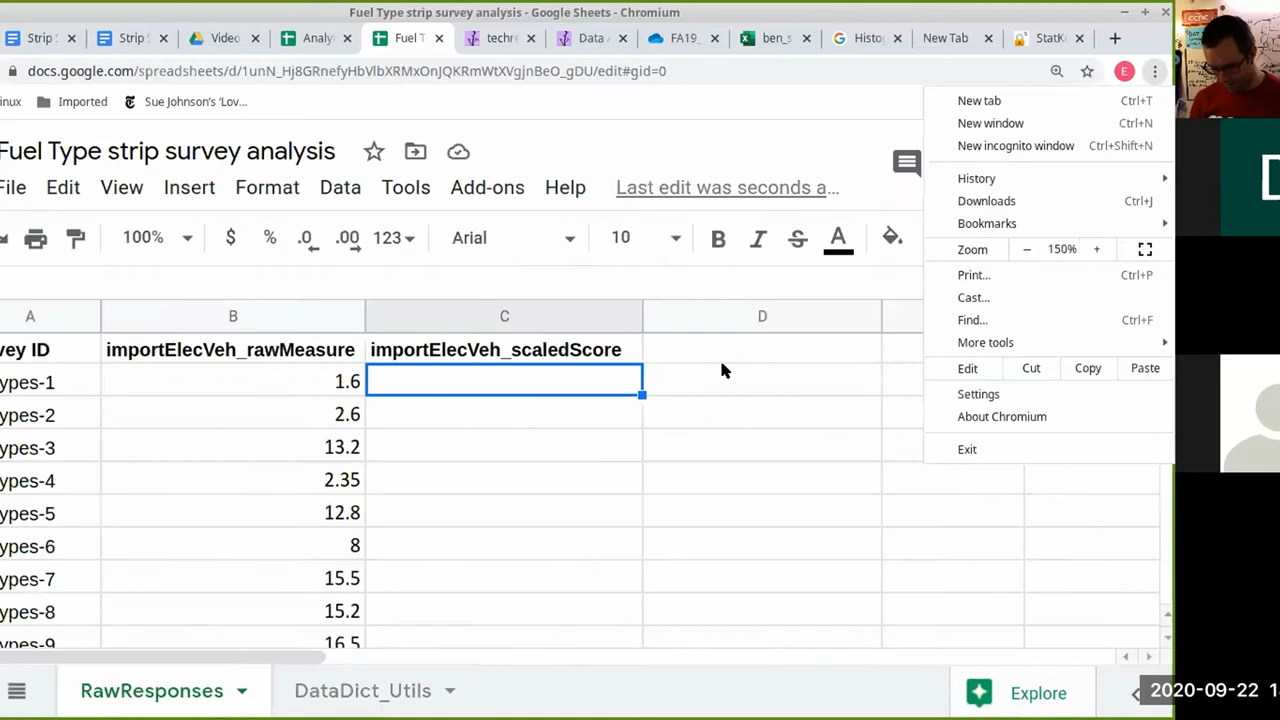 Fuel Type strip survey analysis - Google Sheets - Chromium
Strip
Strip
Video
Analy
Fuel T
techre
Data A
FA19_
ben_s
Histog
New Tab
StatK
docs.google.com/spreadsheets/d/1unN_Hj8GRnefyHbVlbXRMxOnJQKRmWtXVgjnBeO_gDU/edit#gid=0
E
inux
Imported
Sue Johnson's 'Lov...
Fuel Type strip survey analysis
File Edit View Insert Format Data Tools Add-ons Help Last edit was seconds a...
100% $ % .0 .00 123 Arial 10 B I S A
A B C D
vey ID importElecVeh_rawMeasure importElecVeh_scaledScore
ypes-1 1.6
ypes-2 2.6
ypes-3 13.2
ypes-4 2.35
ypes-5 12.8
ypes-6 8
ypes-7 15.5
ypes-8 15.2
ypes-9 16.5
New tab Ctrl+T
New window Ctrl+N
New incognito window Ctrl+Shift+N
History
Downloads Ctrl+J
Bookmarks
Zoom − 150% +
Print... Ctrl+P
Cast...
Find... Ctrl+F
More tools
Edit Cut Copy Paste
Settings
About Chromium
Exit
RawResponses DataDict_Utils Explore
2020-09-22 1